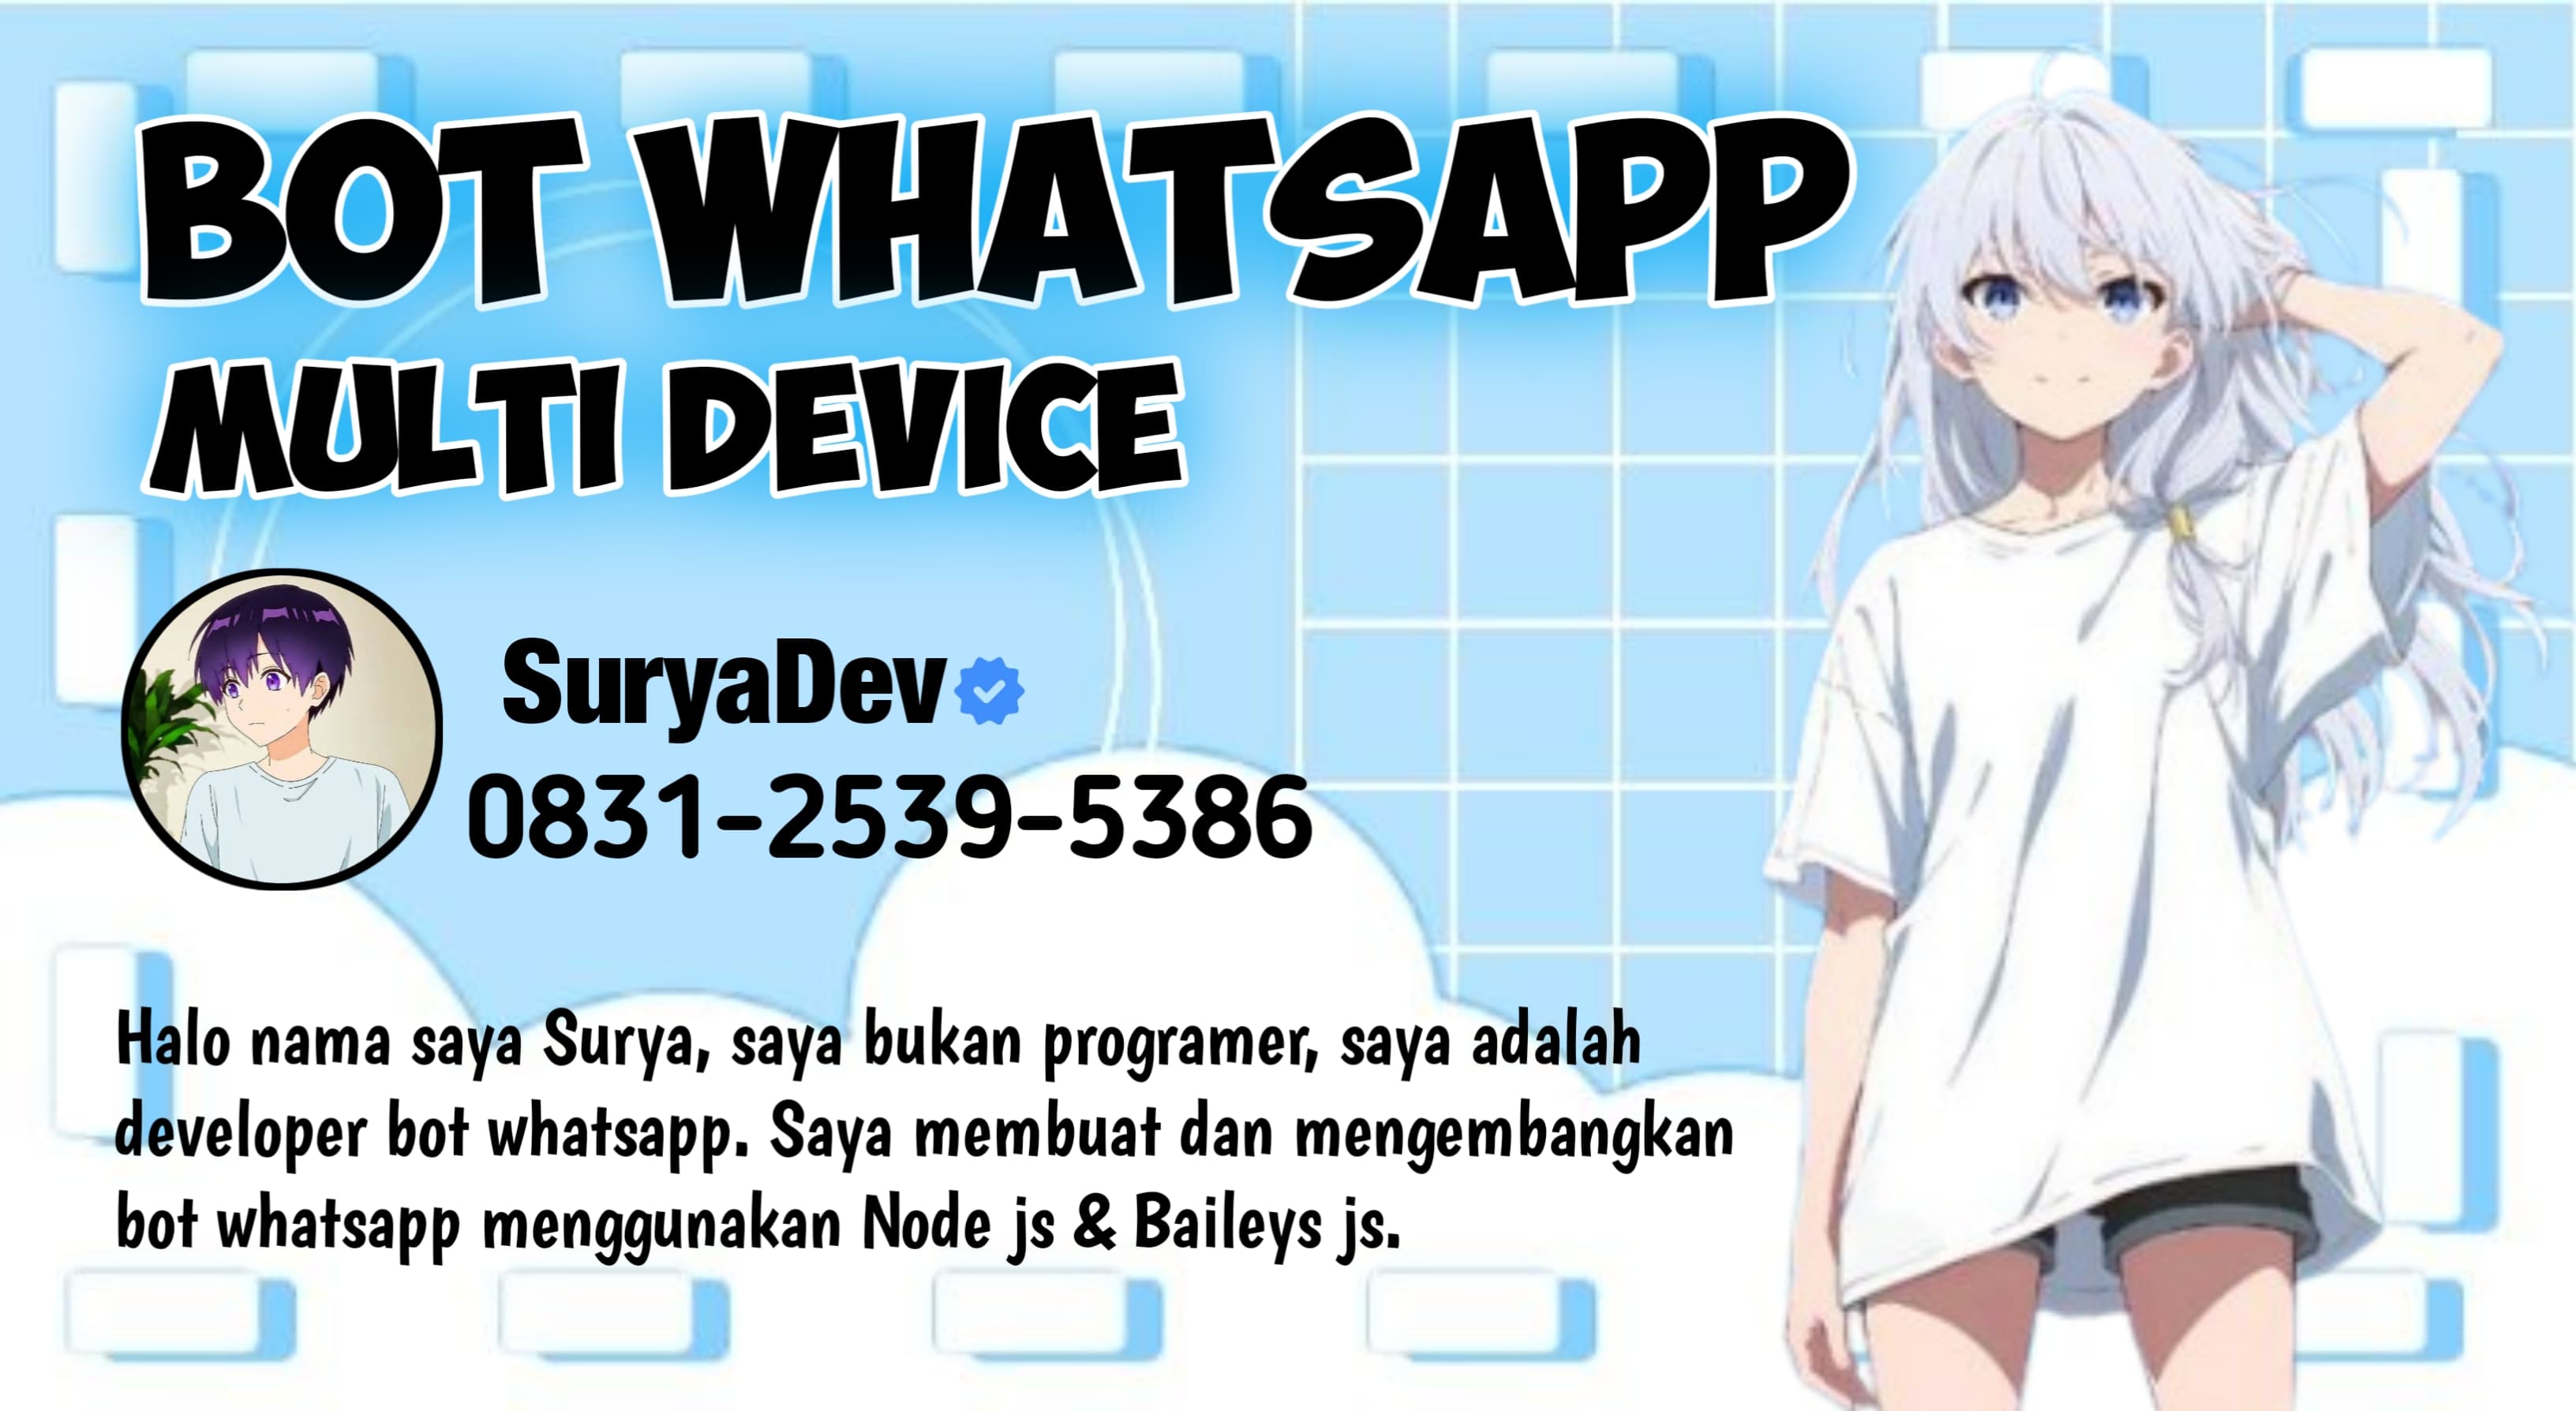 BOT WHATSAPP
MULTI DEVICE
SuryaDev
0831-2539-5386
Halo nama saya Surya, saya bukan programer, saya adalah
developer bot whatsapp. Saya membuat dan mengembangkan
bot whatsapp menggunakan Node js & Baileys js.